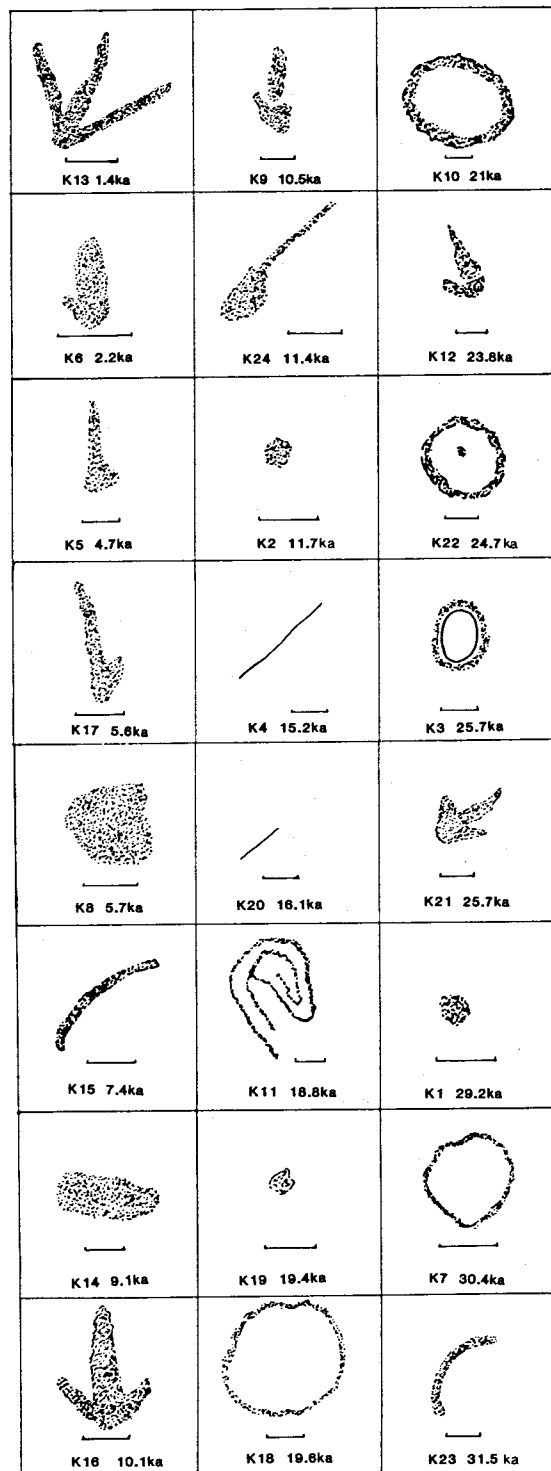 K13 1.4ka
K9 10.5ka
K10 21ka
K6 2.2ka
K24 11.4ka
K12 23.8ka
K5 4.7ka
K2 11.7ka
K22 24.7ka
K17 5.6ka
K4 15.2ka
K3 25.7ka
K8 5.7ka
K20 16.1ka
K21 25.7ka
K15 7.4ka
K11 18.8ka
K1 29.2ka
K14 9.1ka
K19 19.4ka
K7 30.4ka
K16 10.1ka
K18 19.6ka
K23 31.5 ka